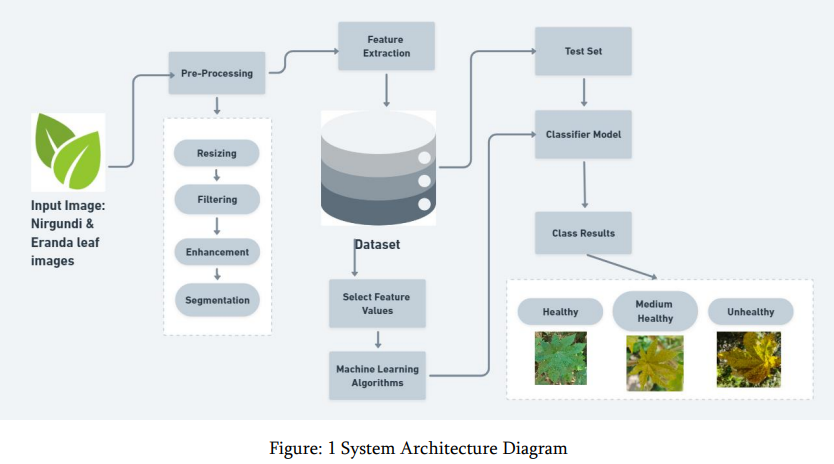 Input Image:
Nirgundi &
Eranda leaf
images
Pre-Processing
Resizing
Filtering
Enhancement
Segmentation
Feature
Extraction
Dataset
Select Feature
Values
Machine Learning
Algorithms
Test Set
Classifier Model
Class Results
Healthy
Medium
Healthy
Unhealthy
Figure: 1 System Architecture Diagram